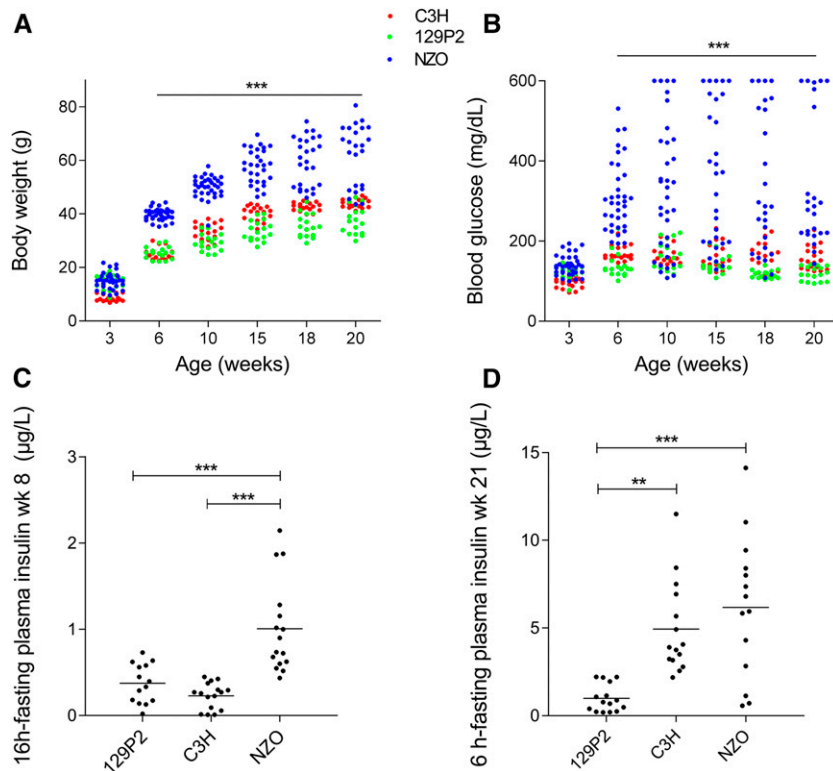 A
C3H
129P2
NZO
B
***
Body weight (g)
80
60
40
20
0
3 6 10 15 18 20
Age (weeks)
***
Blood glucose (mg/dL)
600
400
200
0
3 6 10 15 18 20
Age (weeks)
C
16h-fasting plasma insulin wk 8 (µg/L)
3
2
1
0
***
***
129P2 C3H NZO
D
6 h-fasting plasma insulin wk 21 (µg/L)
15
10
5
0
***
**
129P2 C3H NZO